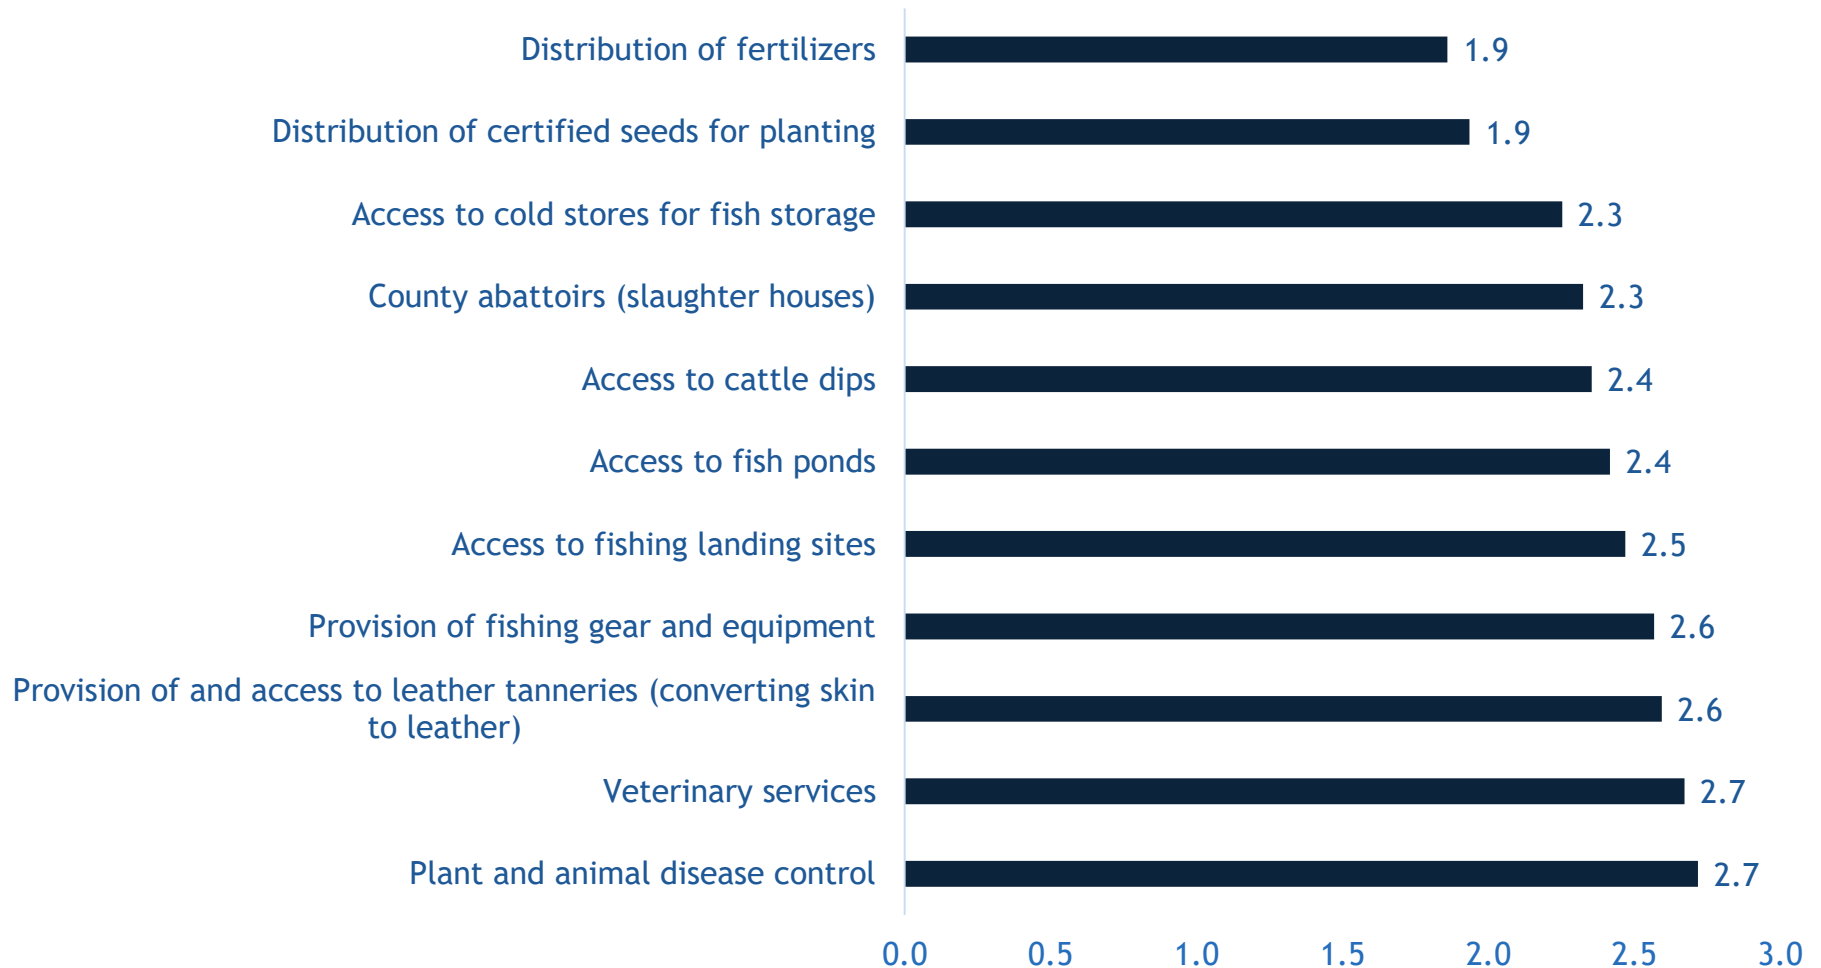 Distribution of fertilizers 1.9
Distribution of certified seeds for planting 1.9
Access to cold stores for fish storage 2.3
County abattoirs (slaughter houses) 2.3
Access to cattle dips 2.4
Access to fish ponds 2.4
Access to fishing landing sites 2.5
Provision of fishing gear and equipment 2.6
Provision of and access to leather tanneries (converting skin
to leather) 2.6
Veterinary services 2.7
Plant and animal disease control 2.7
0.0 0.5 1.0 1.5 2.0 2.5 3.0